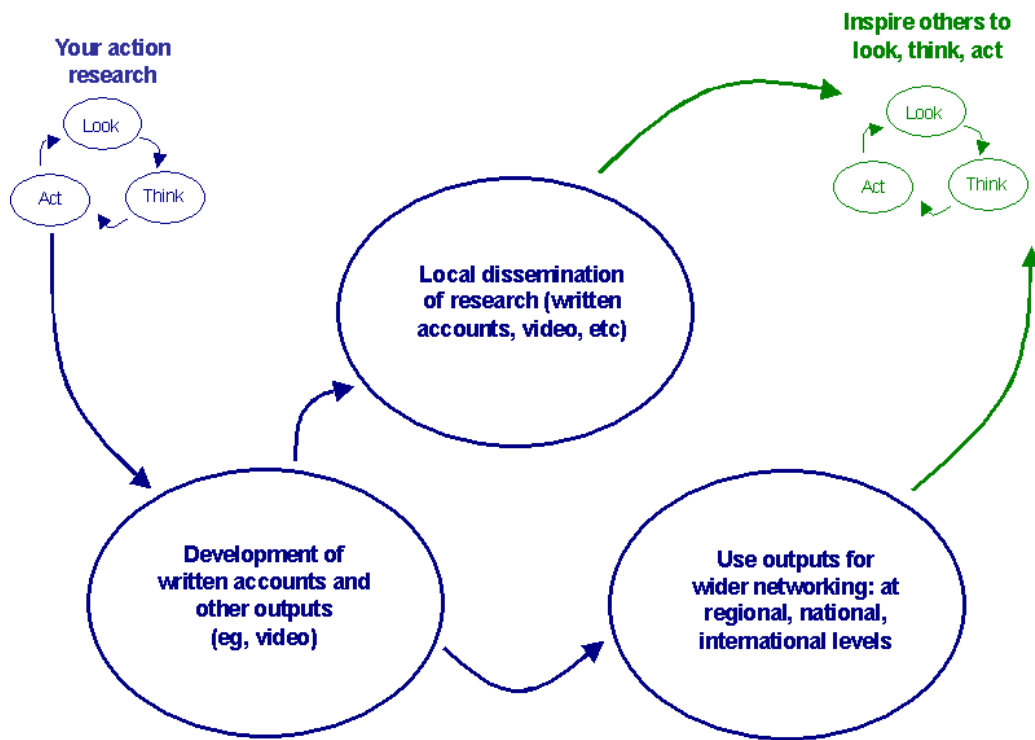 Your action
research
Look
Think
Act
Inspire others to
look, think, act
Look
Think
Act
Local dissemination
of research (written
accounts, video, etc)
Development of
written accounts and
other outputs
(eg, video)
Use outputs for
wider networking: at
regional, national,
international levels